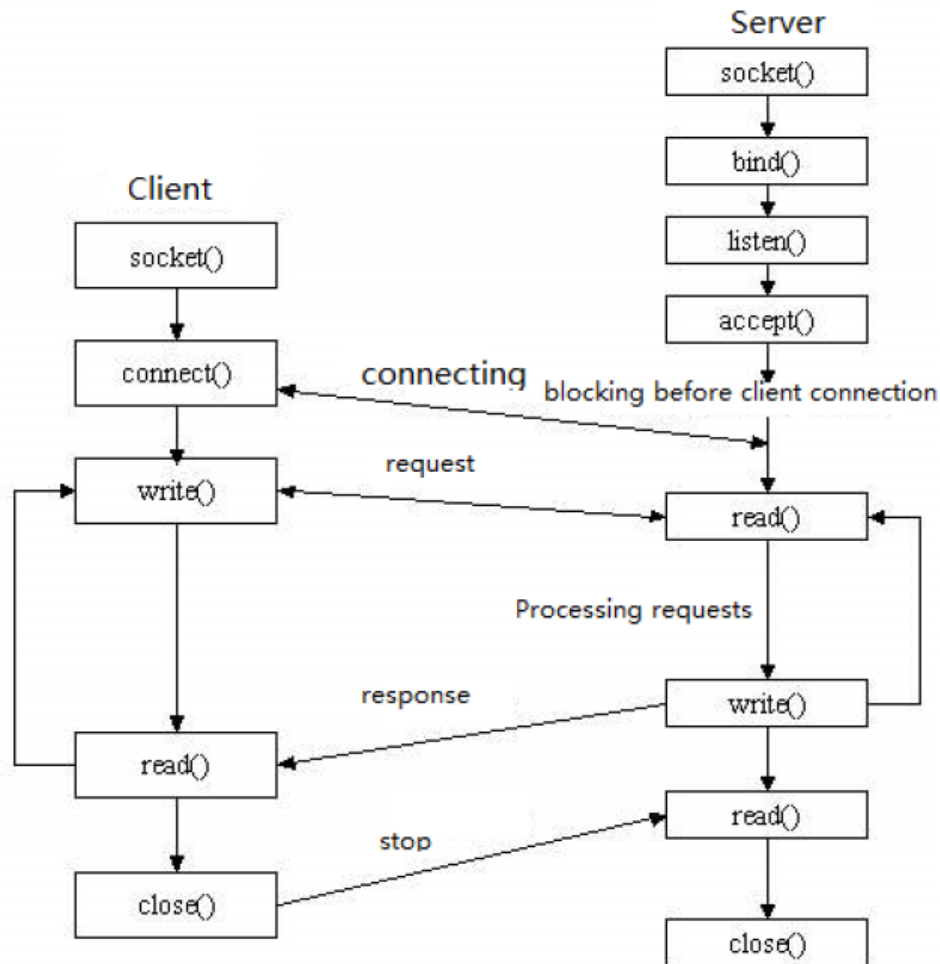 Server
socket()
bind()
Client
listen()
socket()
accept()
connect()
connecting
blocking before client connection
request
write()
read()
Processing requests
response
write()
read()
read()
stop
close()
close()